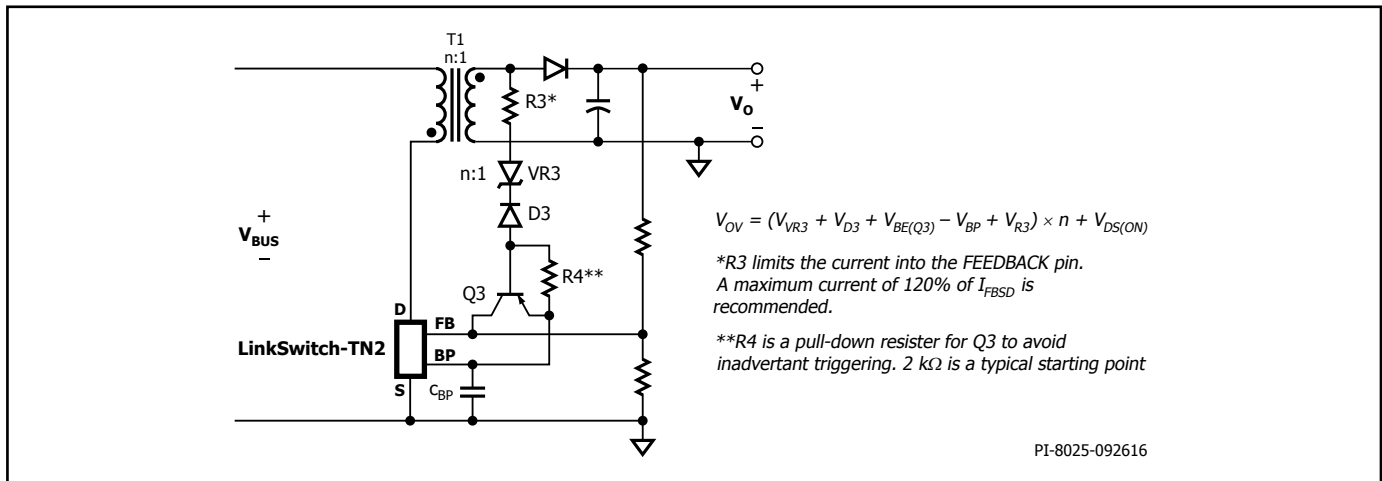 T1
n:1
R3*
+
V_O
−
n:1 VR3
D3
+
V_BUS
−
R4**
Q3
D
FB
LinkSwitch-TN2
BP
S
C_BP
V_OV = (V_VR3 + V_D3 + V_BE(Q3) − V_BP + V_R3) × n + V_DS(ON)
*R3 limits the current into the FEEDBACK pin.
A maximum current of 120% of I_FBSD is
recommended.
**R4 is a pull-down resister for Q3 to avoid
inadvertant triggering. 2 kΩ is a typical starting point
PI-8025-092616